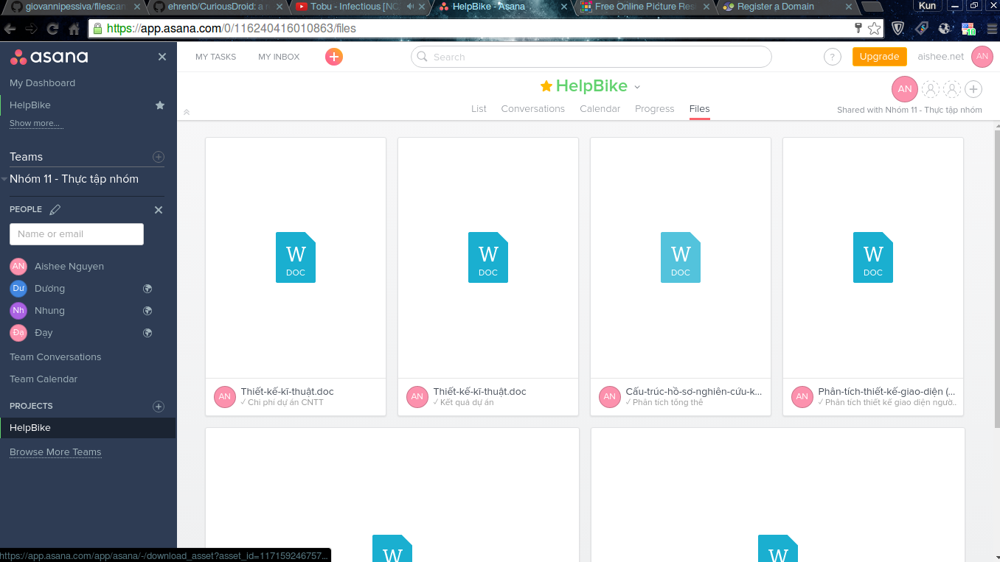 giovannipessiva/filescan
ehrenb/CuriousDroid: a r
Tobu - Infectious [NC
HelpBike - Asana
Free Online Picture Res
Register a Domain
Kun
https://app.asana.com/0/116240416010863/files
asana
MY TASKS
MY INBOX
Search
?
Upgrade
aishee.net
AN
My Dashboard
HelpBike
Show more...
HelpBike
AN
List
Conversations
Calendar
Progress
Files
Shared with Nhóm 11 - Thực tập nhóm
Teams
Nhóm 11 - Thực tập nhóm
PEOPLE
Name or email
AN Aishee Nguyen
Dư Dương
Nh Nhung
Đạ Đay
Team Conversations
Team Calendar
PROJECTS
HelpBike
Browse More Teams
W
DOC
W
DOC
W
DOC
W
DOC
AN
Thiết-kế-kĩ-thuật.doc
✓ Chi phí dự án CNTT
AN
Thiết-kế-kĩ-thuật.doc
✓ Kết quả dự án
AN
Cấu-trúc-hồ-sơ-nghiên-cứu-k...
✓ Phân tích tổng thể
AN
Phân-tích-thiết-kế-giao-diện (...
✓ Phân tích thiết kế giao diện ngườ...
W
W
https://app.asana.com/app/asana/-/download_asset?asset_id=117159246757...